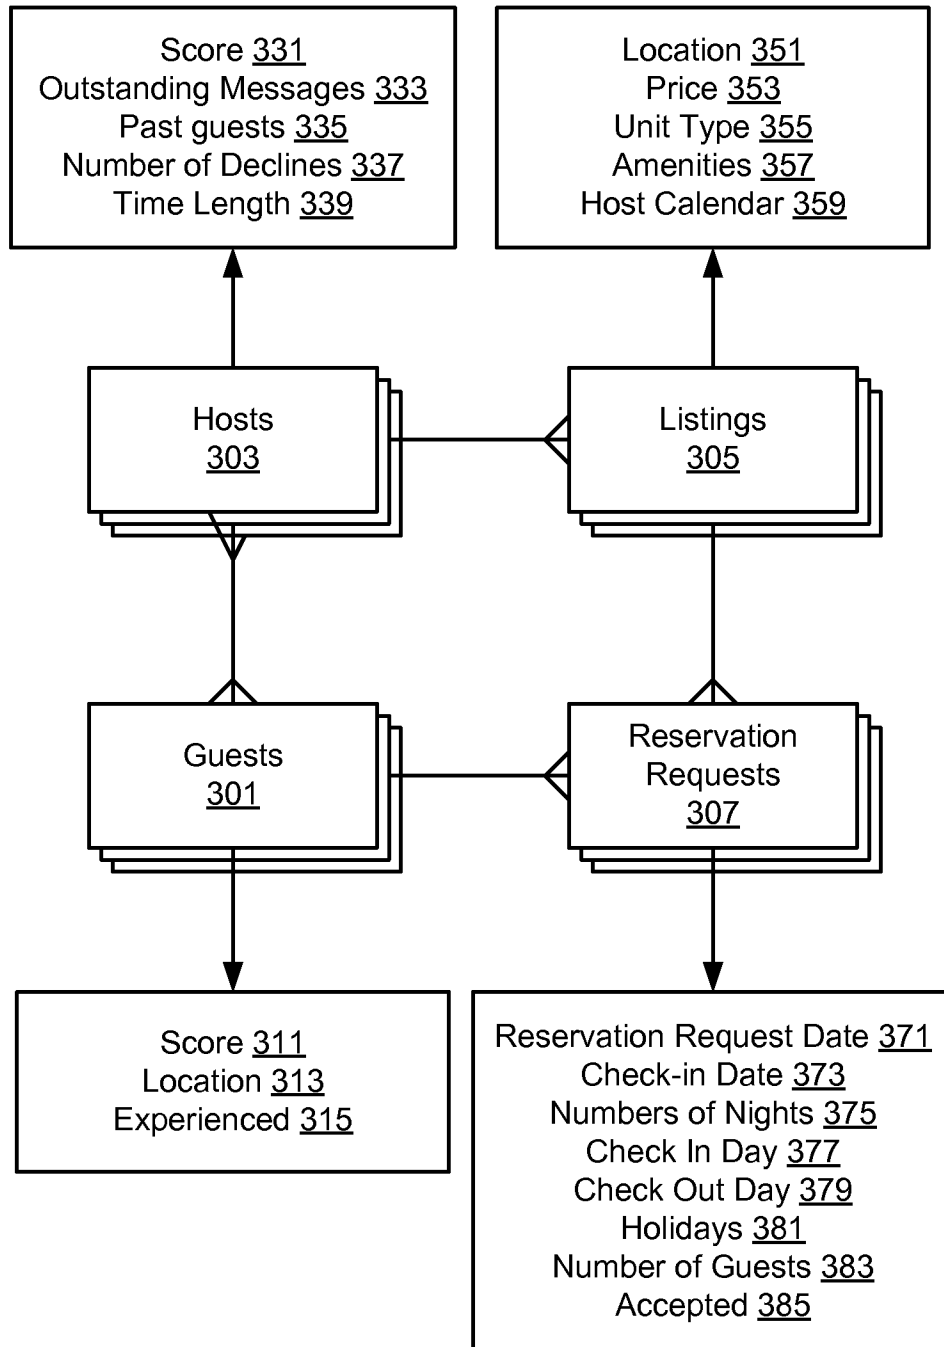 Score 331
Outstanding Messages 333
Past guests 335
Number of Declines 337
Time Length 339
Location 351
Price 353
Unit Type 355
Amenities 357
Host Calendar 359
Hosts
303
Listings
305
Guests
301
Reservation
Requests
307
Score 311
Location 313
Experienced 315
Reservation Request Date 371
Check-in Date 373
Numbers of Nights 375
Check In Day 377
Check Out Day 379
Holidays 381
Number of Guests 383
Accepted 385